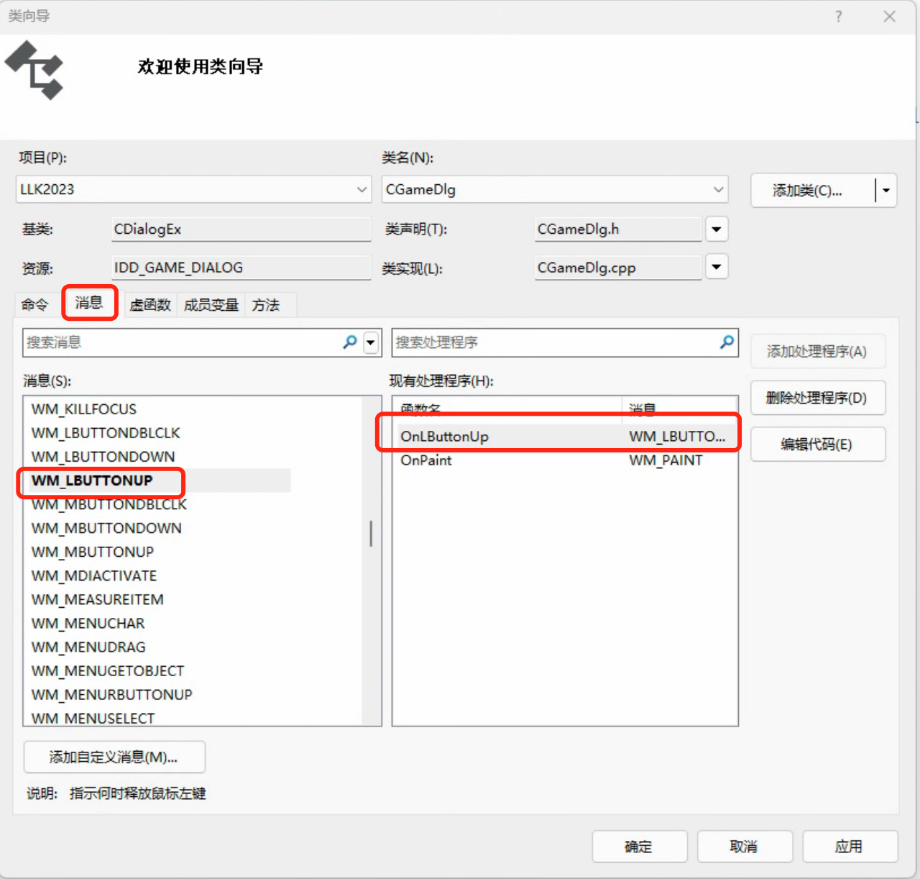 类向导
?
欢迎使用类向导
项目(P): 类名(N):
LLK2023 CGameDlg 添加类(C)...
基类: CDialogEx 类声明(T): CGameDlg.h
资源: IDD_GAME_DIALOG 类实现(L): CGameDlg.cpp
命令 消息 虚函数 成员变量 方法
搜索消息 搜索处理程序 添加处理程序(A)
消息(S): 现有处理程序(H):
删除处理程序(D)
编辑代码(E)
函数名 消息
OnLButtonUp WM_LBUTTO...
OnPaint WM_PAINT
WM_KILLFOCUS
WM_LBUTTONDBLCLK
WM_LBUTTONDOWN
WM_LBUTTONUP
WM_MBUTTONDBLCLK
WM_MBUTTONDOWN
WM_MBUTTONUP
WM_MDIACTIVATE
WM_MEASUREITEM
WM_MENUCHAR
WM_MENUDRAG
WM_MENUGETOBJECT
WM_MENURBUTTONUP
WM_MENUSELECT
添加自定义消息(M)...
说明: 指示何时释放鼠标左键
确定 取消 应用